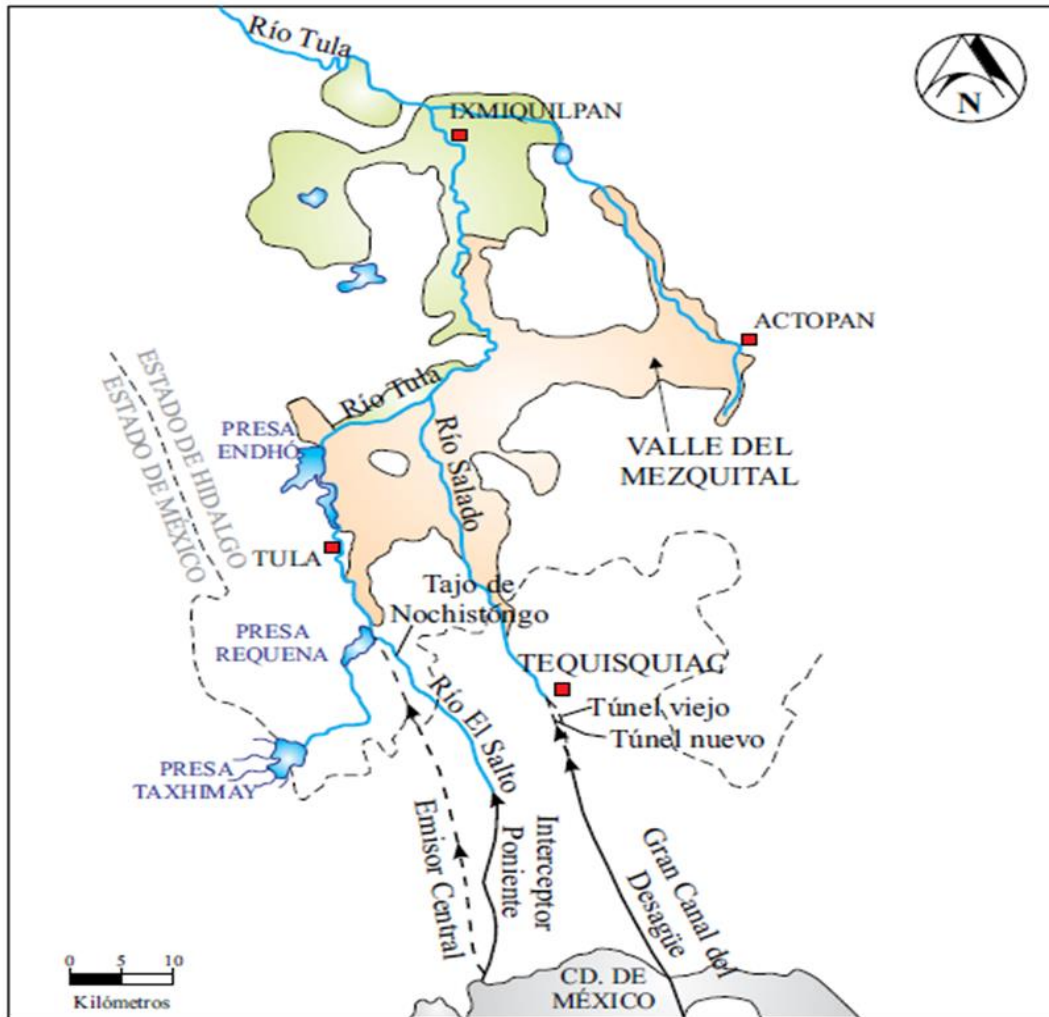 Río Tula
N
IXMIQUILPAN
ACTOPAN
ESTADO DE HIDALGO
ESTADO DE MÉXICO
Río Tula
PRESA
ENDHÓ
Río Salado
VALLE DEL
MEZQUITAL
TULA
Tajo de
Nochistongo
PRESA
REQUENA
TEQUISQUIAC
Túnel viejo
Túnel nuevo
Río El Salto
PRESA
TAXHIMAY
Emisor Central
Interceptor
Poniente
Gran Canal del
Desagüe
0 5 10
Kilómetros
CD. DE
MÉXICO